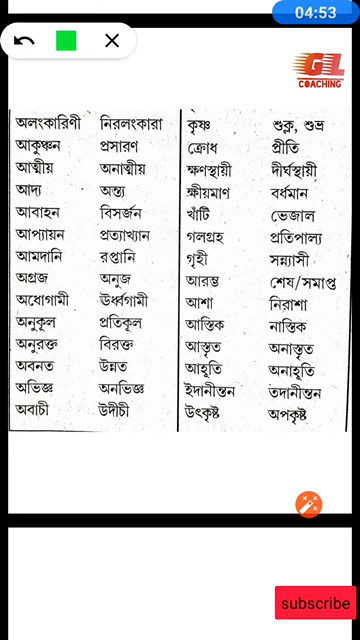 04:53
GL
COACHING
অলংকারিণী নিরলংকারা
আকুঞ্চন প্রসারণ
আত্মীয় অনাত্মীয়
আদ্য অন্ত্য
আবাহন বিসর্জন
আপ্যায়ন প্রত্যাখ্যান
আমদানি রপ্তানি
অগ্রজ অনুজ
অধোগামী ঊর্ধ্বগামী
অনুকূল প্রতিকূল
অনুরক্ত বিরক্ত
অবনত উন্নত
অভিজ্ঞ অনভিজ্ঞ
অবাচী উদীচী
কৃষ্ণ শুক্ল, শুভ্র
ক্রোধ প্রীতি
ক্ষণস্থায়ী দীর্ঘস্থায়ী
ক্ষীয়মাণ বর্ধমান
খাঁটি ভেজাল
গলগ্রহ প্রতিপাল্য
গৃহী সন্ন্যাসী
আরম্ভ শেষ/সমাপ্ত
আশা নিরাশা
আস্তিক নাস্তিক
আস্তৃত অনাস্তৃত
আহূতি অনাহূতি
ইদানীন্তন তদানীন্তন
উৎকৃষ্ট অপকৃষ্ট
subscribe